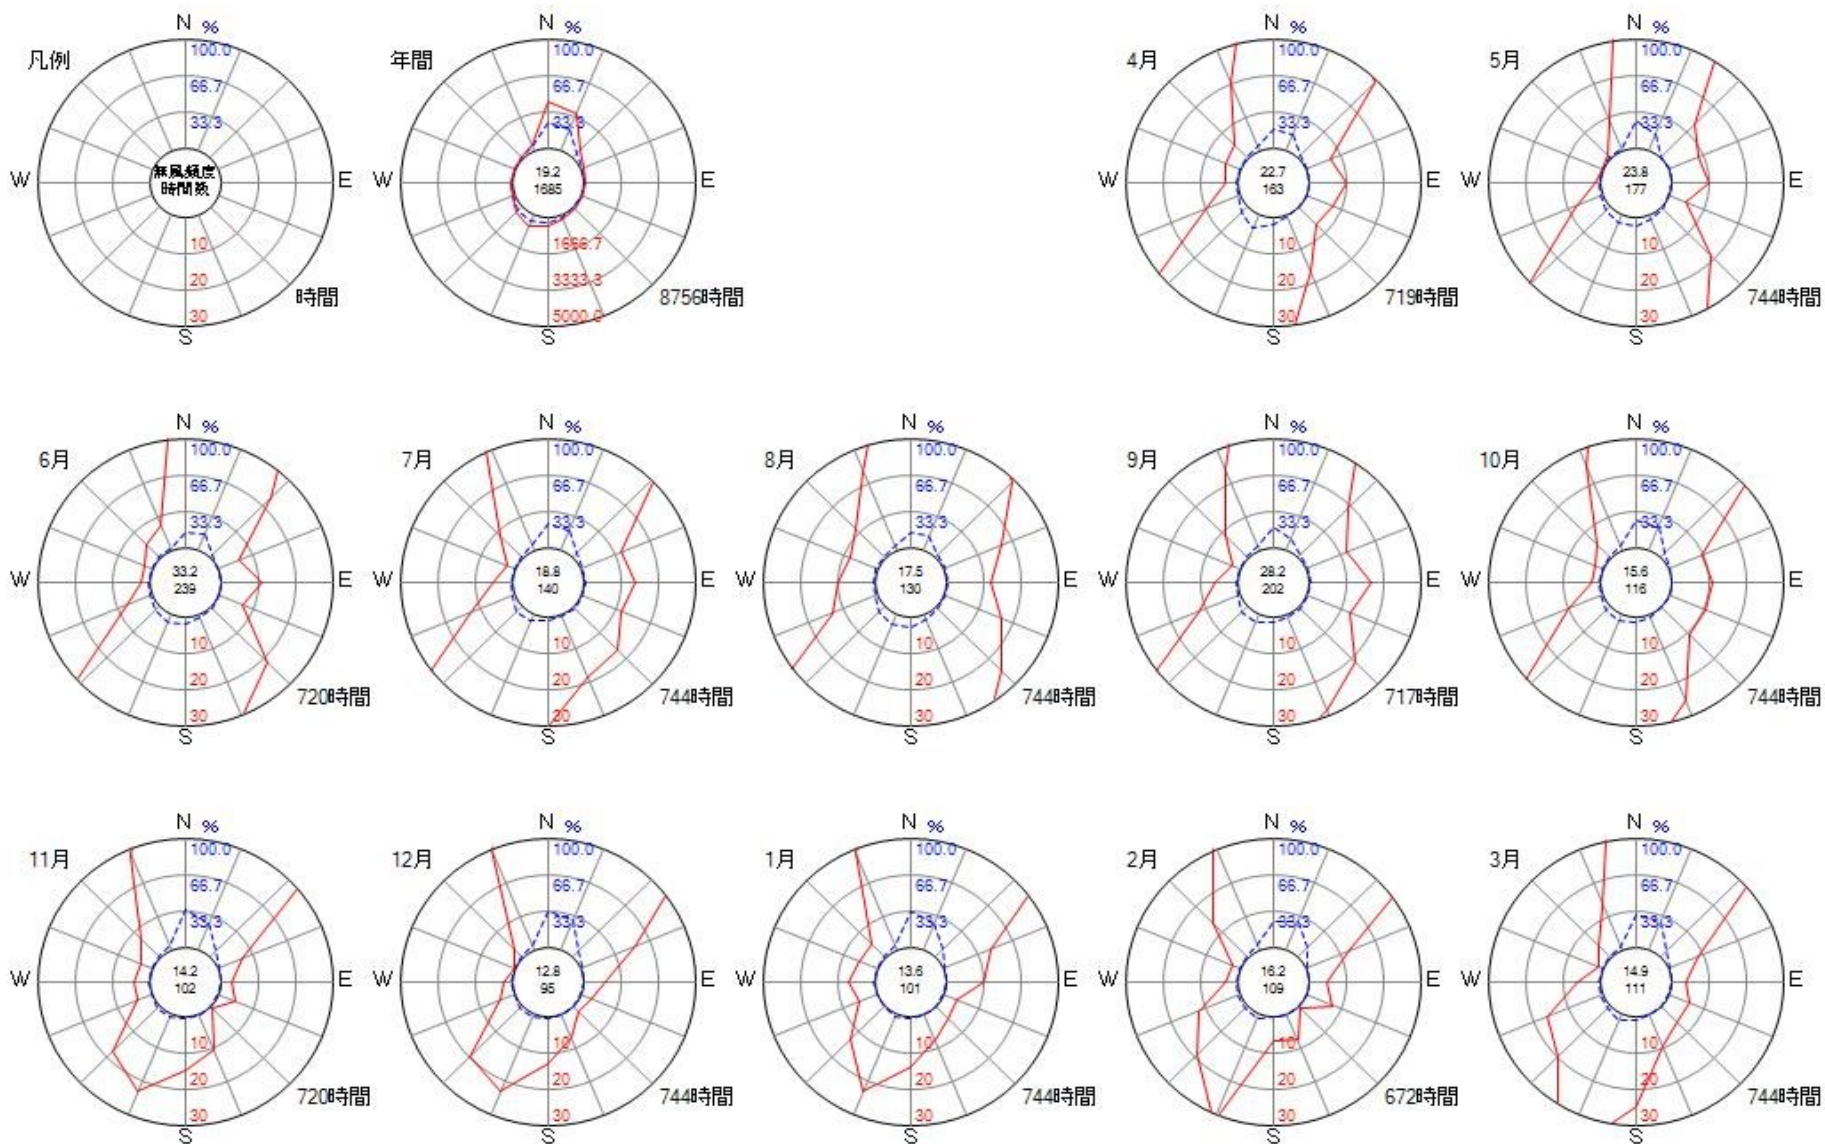 凡例
N %
100.0
66.7
33.3
W
無風頻度
時間数
E
10
20
30
S
時間
年間
N %
100.0
66.7
33.3
W
19.2
1685
E
1666.7
3333.3
5000.0
S
8756時間
4月
N %
100.0
66.7
33.3
W
22.7
163
E
10
20
30
S
719時間
5月
N %
100.0
66.7
33.3
W
23.8
177
E
10
20
30
S
744時間
6月
N %
100.0
66.7
33.3
W
33.2
239
E
10
20
30
S
720時間
7月
N %
100.0
66.7
33.3
W
18.8
140
E
10
20
30
S
744時間
8月
N %
100.0
66.7
33.3
W
17.5
130
E
10
20
30
S
744時間
9月
N %
100.0
66.7
33.3
W
28.2
202
E
10
20
30
S
717時間
10月
N %
100.0
66.7
33.3
W
15.6
116
E
10
20
30
S
744時間
11月
N %
100.0
66.7
33.3
W
14.2
102
E
10
20
30
S
720時間
12月
N %
100.0
66.7
33.3
W
12.8
95
E
10
20
30
S
744時間
1月
N %
100.0
66.7
33.3
W
13.6
101
E
10
20
30
S
744時間
2月
N %
100.0
66.7
33.3
W
16.2
109
E
10
20
30
S
672時間
3月
N %
100.0
66.7
33.3
W
14.9
111
E
10
20
30
S
744時間